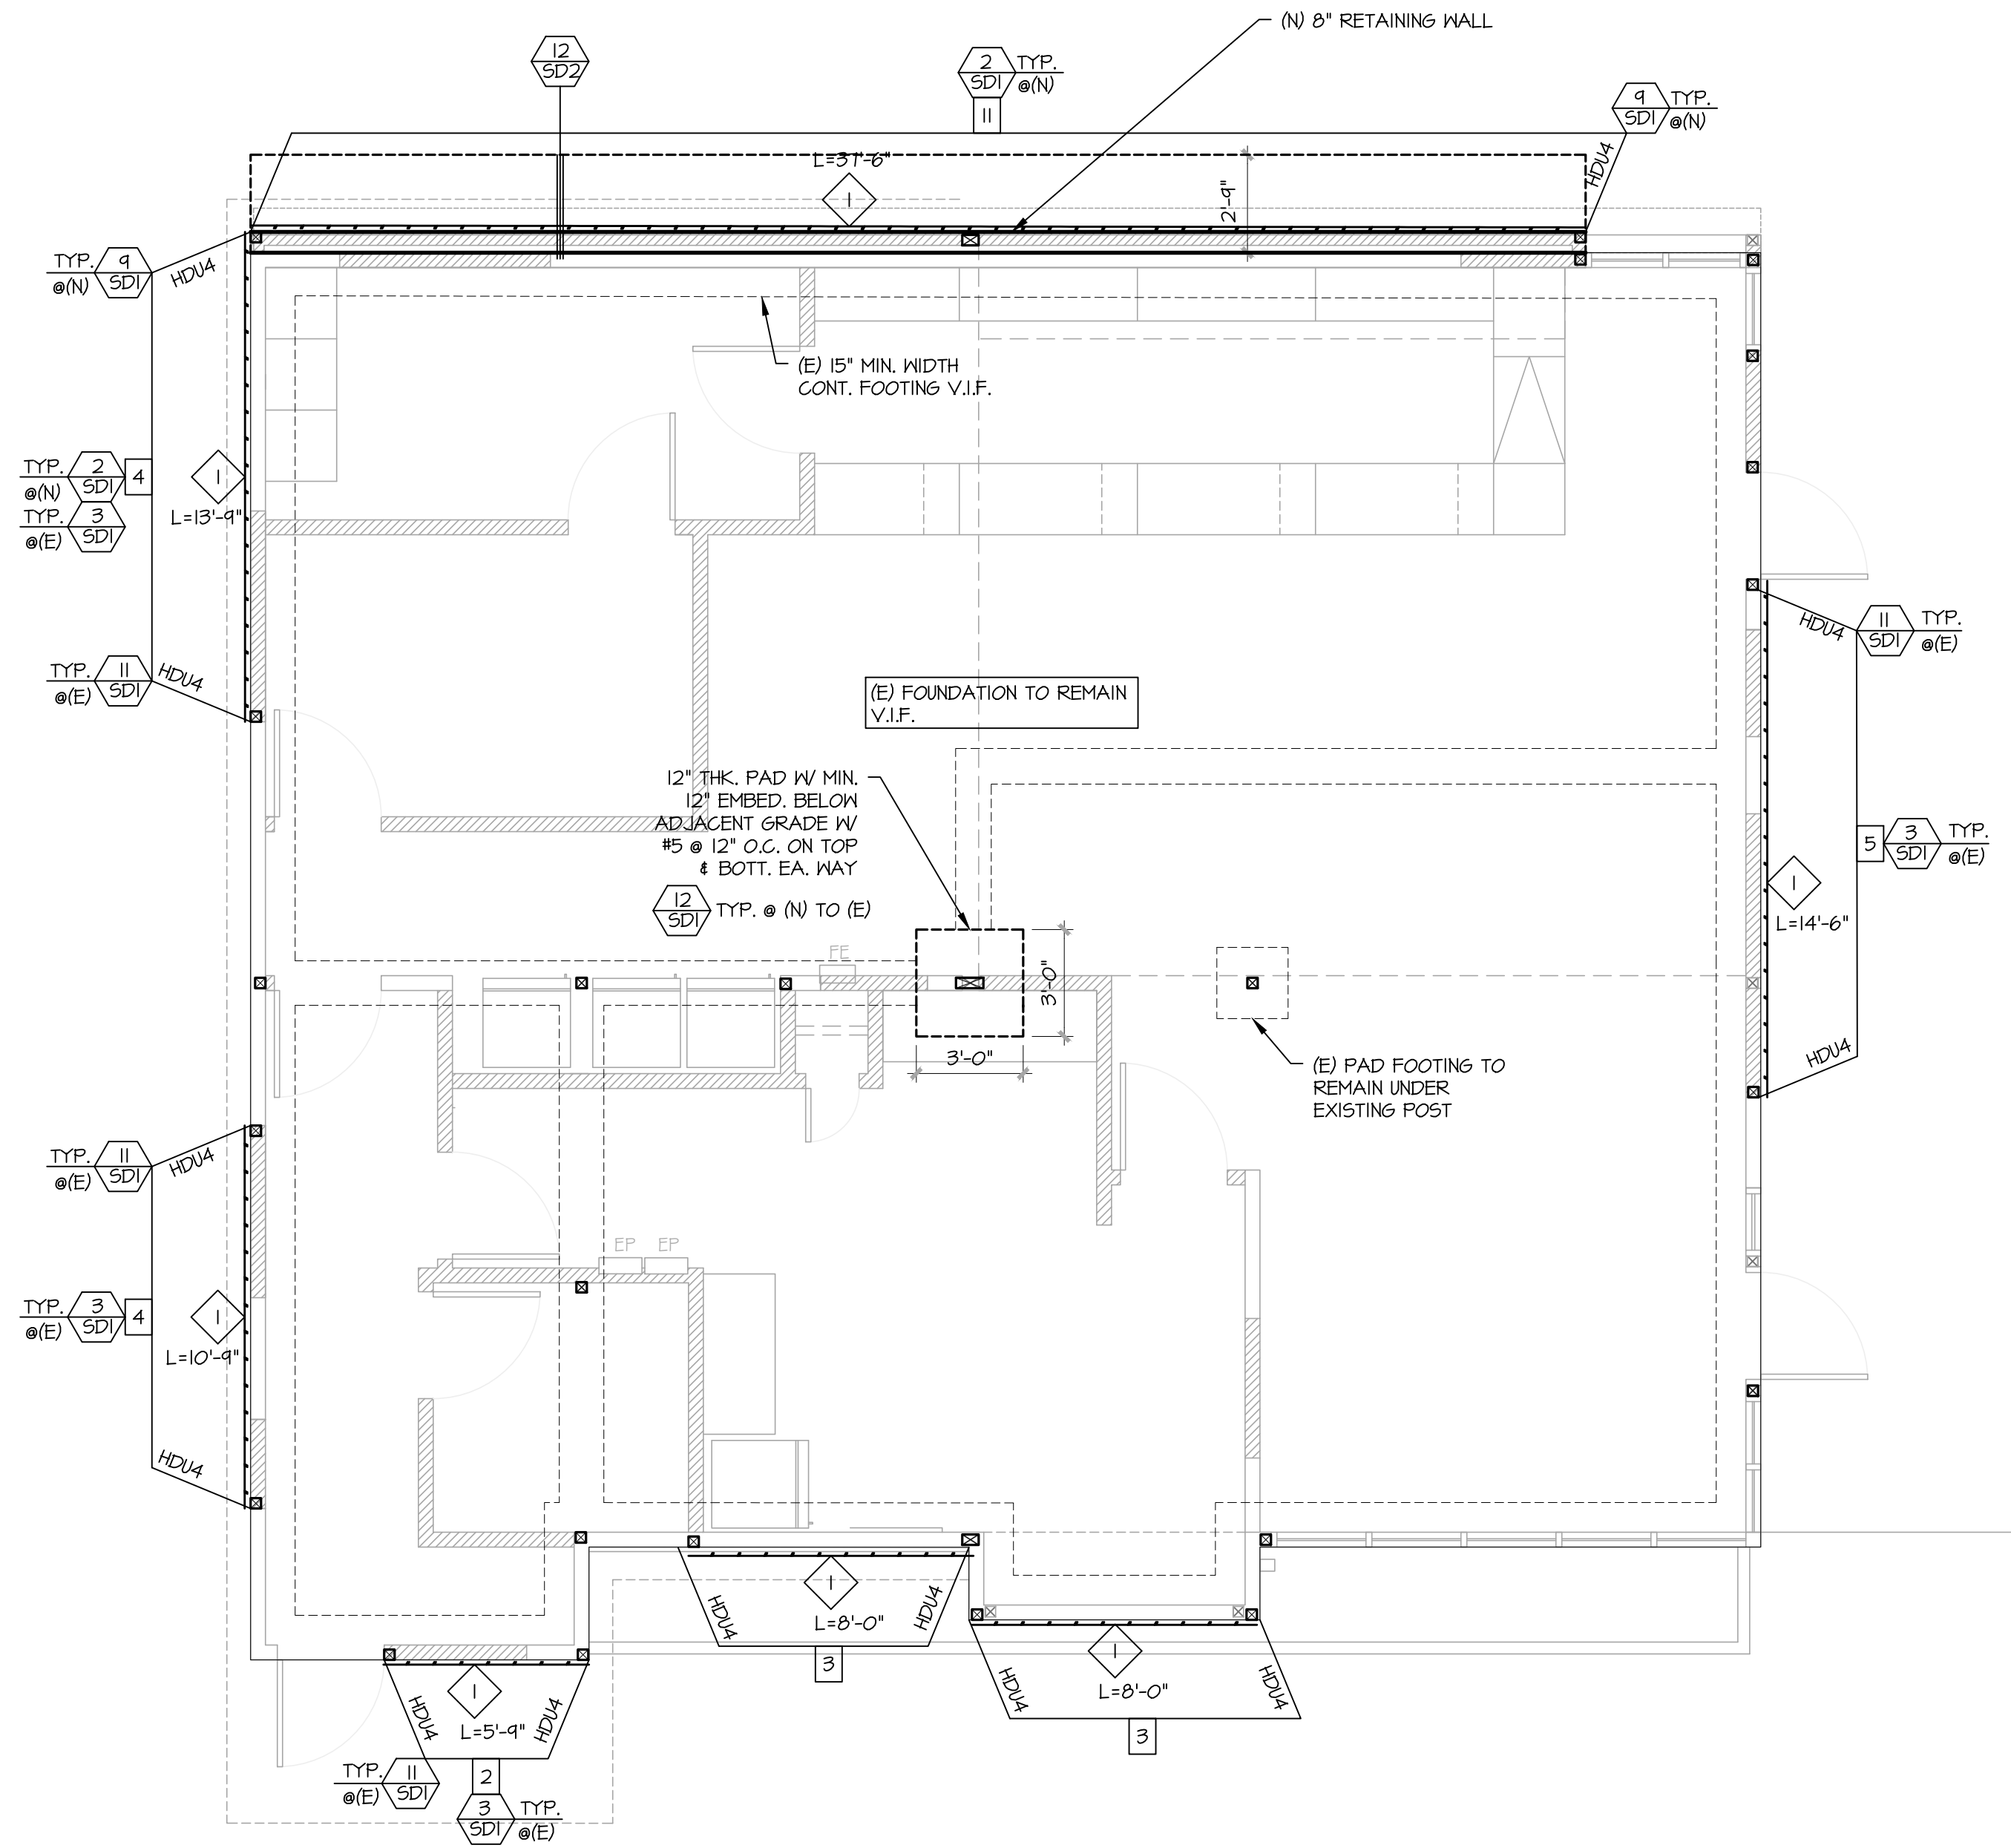 (N) 8" RETAINING WALL
12
SD2
2
SD1
TYP.
@(N)
11
9
SD1
TYP.
@(N)
L=37'-6"
HDU4
1
2'-9"
TYP.
@(N)
9
SD1
HDU4
(E) 15" MIN. WIDTH
CONT. FOOTING V.I.F.
TYP.
@(N)
2
SD1
4
1
TYP.
@(E)
3
SD1
L=13'-9"
TYP.
@(E)
11
SD1
HDU4
HDU4
11
SD1
TYP.
@(E)
(E) FOUNDATION TO REMAIN
V.I.F.
12" THK. PAD W/ MIN.
12" EMBED. BELOW
ADJACENT GRADE W/
#5 @ 12" O.C. ON TOP
& BOTT. EA. WAY
12
SD1
TYP. @ (N) TO (E)
5
3
SD1
TYP.
@(E)
1
L=14'-6"
FE
3'-0"
3'-0"
HDU4
(E) PAD FOOTING TO
REMAIN UNDER
EXISTING POST
TYP.
@(E)
11
SD1
HDU4
EP
EP
TYP.
@(E)
3
SD1
4
1
L=10'-9"
HDU4
HDU4
1
L=8'-0"
HDU4
3
HDU4
1
L=8'-0"
HDU4
3
HDU4
1
L=5'-9"
HDU4
TYP.
@(E)
11
SD1
2
3
SD1
TYP.
@(E)